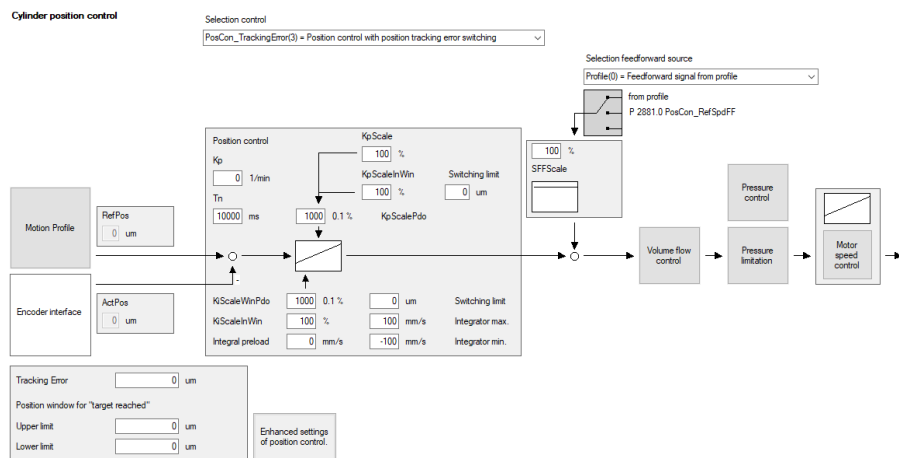 Cylinder position control
Selection control
PosCon_TrackingError(3) = Position control with position tracking error switching
Selection feedforward source
Profile(0) = Feedforward signal from profile
from profile
P 2881.0 PosCon_RefSpdFF
100 %
SFFScale
Position control
KpScale
100 %
Kp
0 1/min
KpScaleInWin Switching limit
100 % 0 um
Tn
10000 ms 1000 0.1 % KpScalePdo
Motion Profile
RefPos
0 um
Encoder interface
ActPos
0 um
-
KiScaleWinPdo 1000 0.1 % 0 um Switching limit
KiScaleInWin 100 % 100 mm/s Integrator max.
Integral preload 0 mm/s -100 mm/s Integrator min.
Volume flow
control
Pressure
control
Pressure
limitation
Motor
speed
control
Tracking Error 0 um
Position window for "target reached"
Upper limit 0 um
Lower limit 0 um
Enhanced settings
of position control.